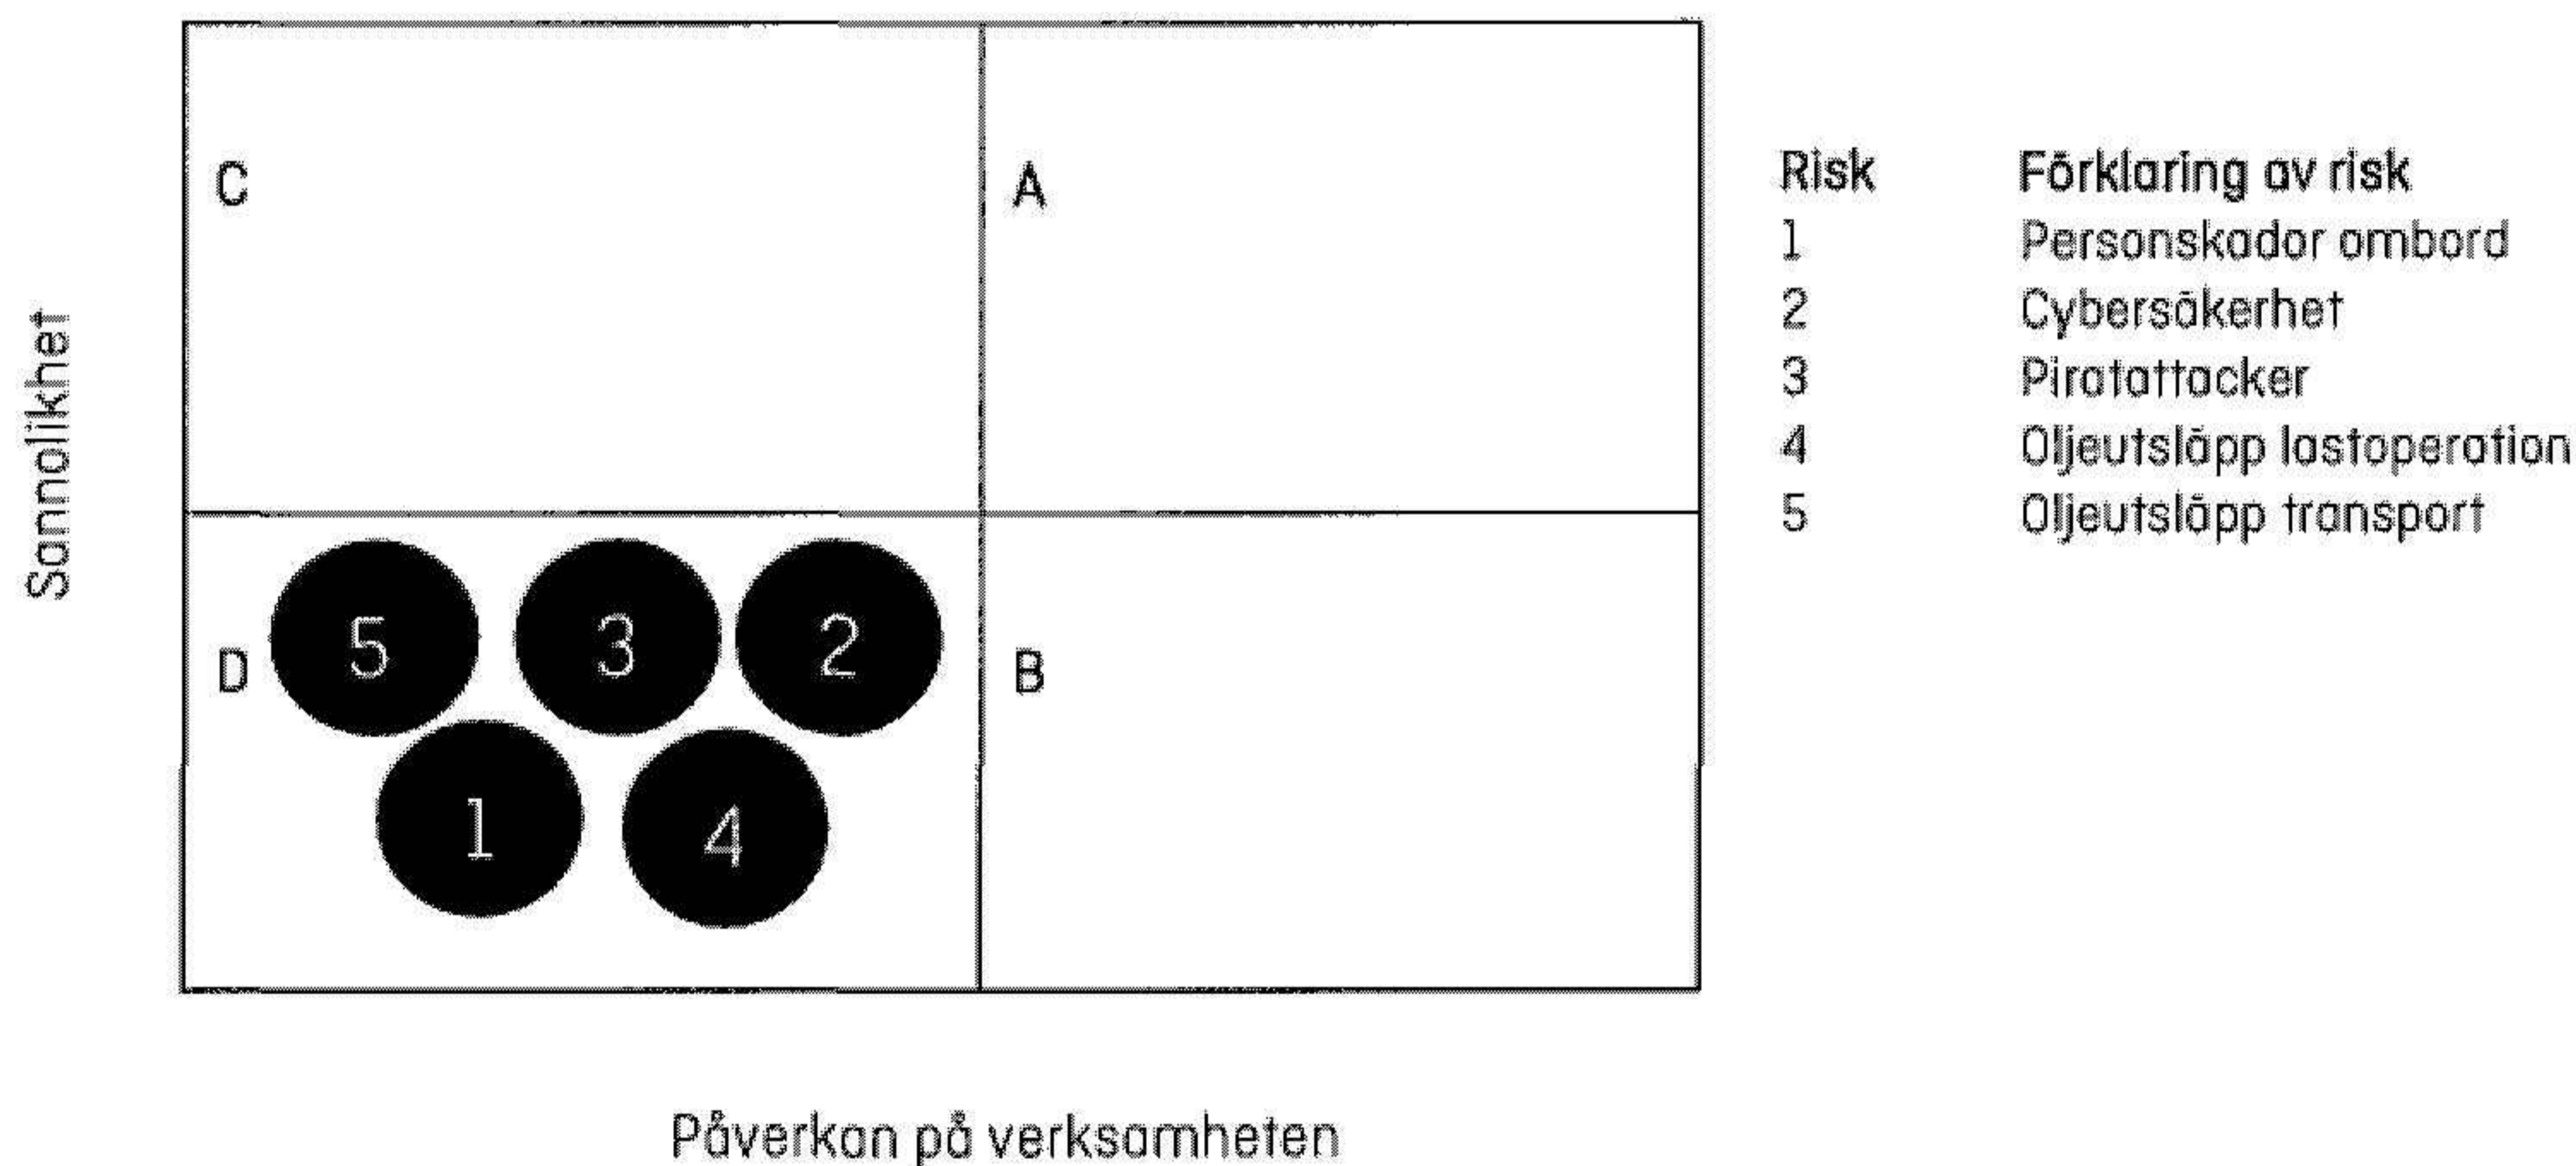 Sannolikhet
C
A
D
B
5
3
2
1
4
Påverkan på verksamheten
Risk Förklaring av risk
1 Personskador ombord
2 Cybersäkerhet
3 Piratattacker
4 Oljeutsläpp lastoperation
5 Oljeutsläpp transport